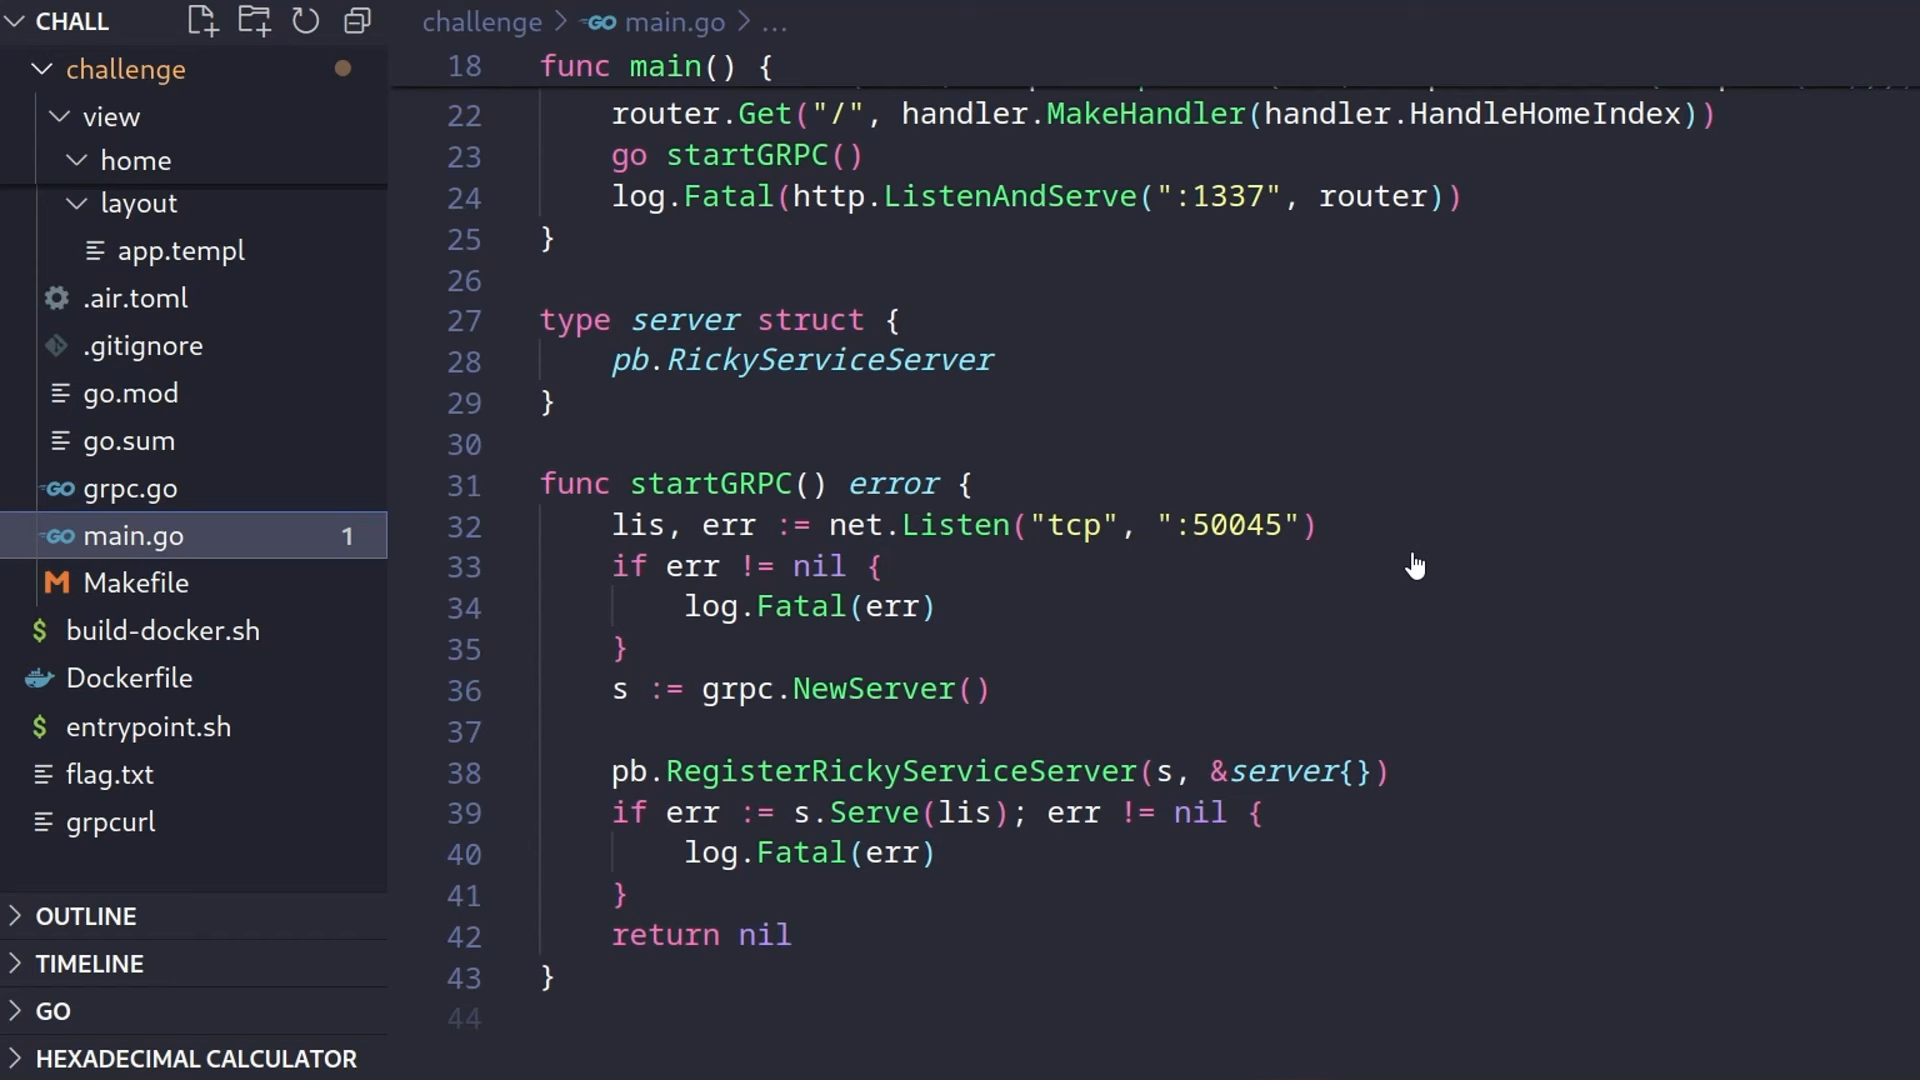 CHALL
challenge
view
home
layout
app.templ
.air.toml
.gitignore
go.mod
go.sum
GO grpc.go
GO main.go 1
Makefile
$ build-docker.sh
Dockerfile
$ entrypoint.sh
flag.txt
grpcurl
OUTLINE
TIMELINE
GO
HEXADECIMAL CALCULATOR
challenge > GO main.go > ...
18 func main() {
22 router.Get("/", handler.MakeHandler(handler.HandleHomeIndex))
23 go startGRPC()
24 log.Fatal(http.ListenAndServe(":1337", router))
25 }
26
27 type server struct {
28 pb.RickyServiceServer
29 }
30
31 func startGRPC() error {
32 lis, err := net.Listen("tcp", ":50045")
33 if err != nil {
34 log.Fatal(err)
35 }
36 s := grpc.NewServer()
37
38 pb.RegisterRickyServiceServer(s, &server{})
39 if err := s.Serve(lis); err != nil {
40 log.Fatal(err)
41 }
42 return nil
43 }
44